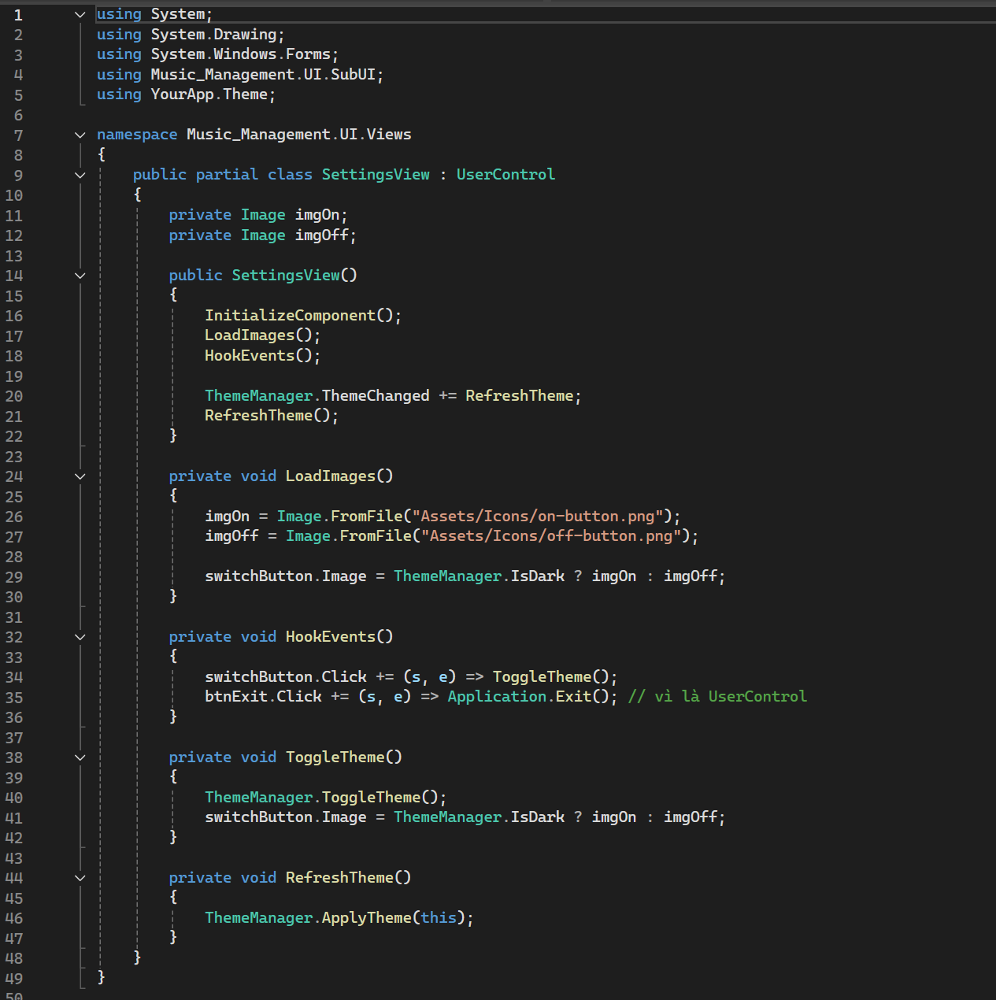 1 using System;
2 using System.Drawing;
3 using System.Windows.Forms;
4 using Music_Management.UI.SubUI;
5 using YourApp.Theme;
6
7 namespace Music_Management.UI.Views
8 {
9 public partial class SettingsView : UserControl
10 {
11 private Image imgOn;
12 private Image imgOff;
13
14 public SettingsView()
15 {
16 InitializeComponent();
17 LoadImages();
18 HookEvents();
19
20 ThemeManager.ThemeChanged += RefreshTheme;
21 RefreshTheme();
22 }
23
24 private void LoadImages()
25 {
26 imgOn = Image.FromFile("Assets/Icons/on-button.png");
27 imgOff = Image.FromFile("Assets/Icons/off-button.png");
28
29 switchButton.Image = ThemeManager.IsDark ? imgOn : imgOff;
30 }
31
32 private void HookEvents()
33 {
34 switchButton.Click += (s, e) => ToggleTheme();
35 btnExit.Click += (s, e) => Application.Exit(); // vì là UserControl
36 }
37
38 private void ToggleTheme()
39 {
40 ThemeManager.ToggleTheme();
41 switchButton.Image = ThemeManager.IsDark ? imgOn : imgOff;
42 }
43
44 private void RefreshTheme()
45 {
46 ThemeManager.ApplyTheme(this);
47 }
48 }
49 }
50